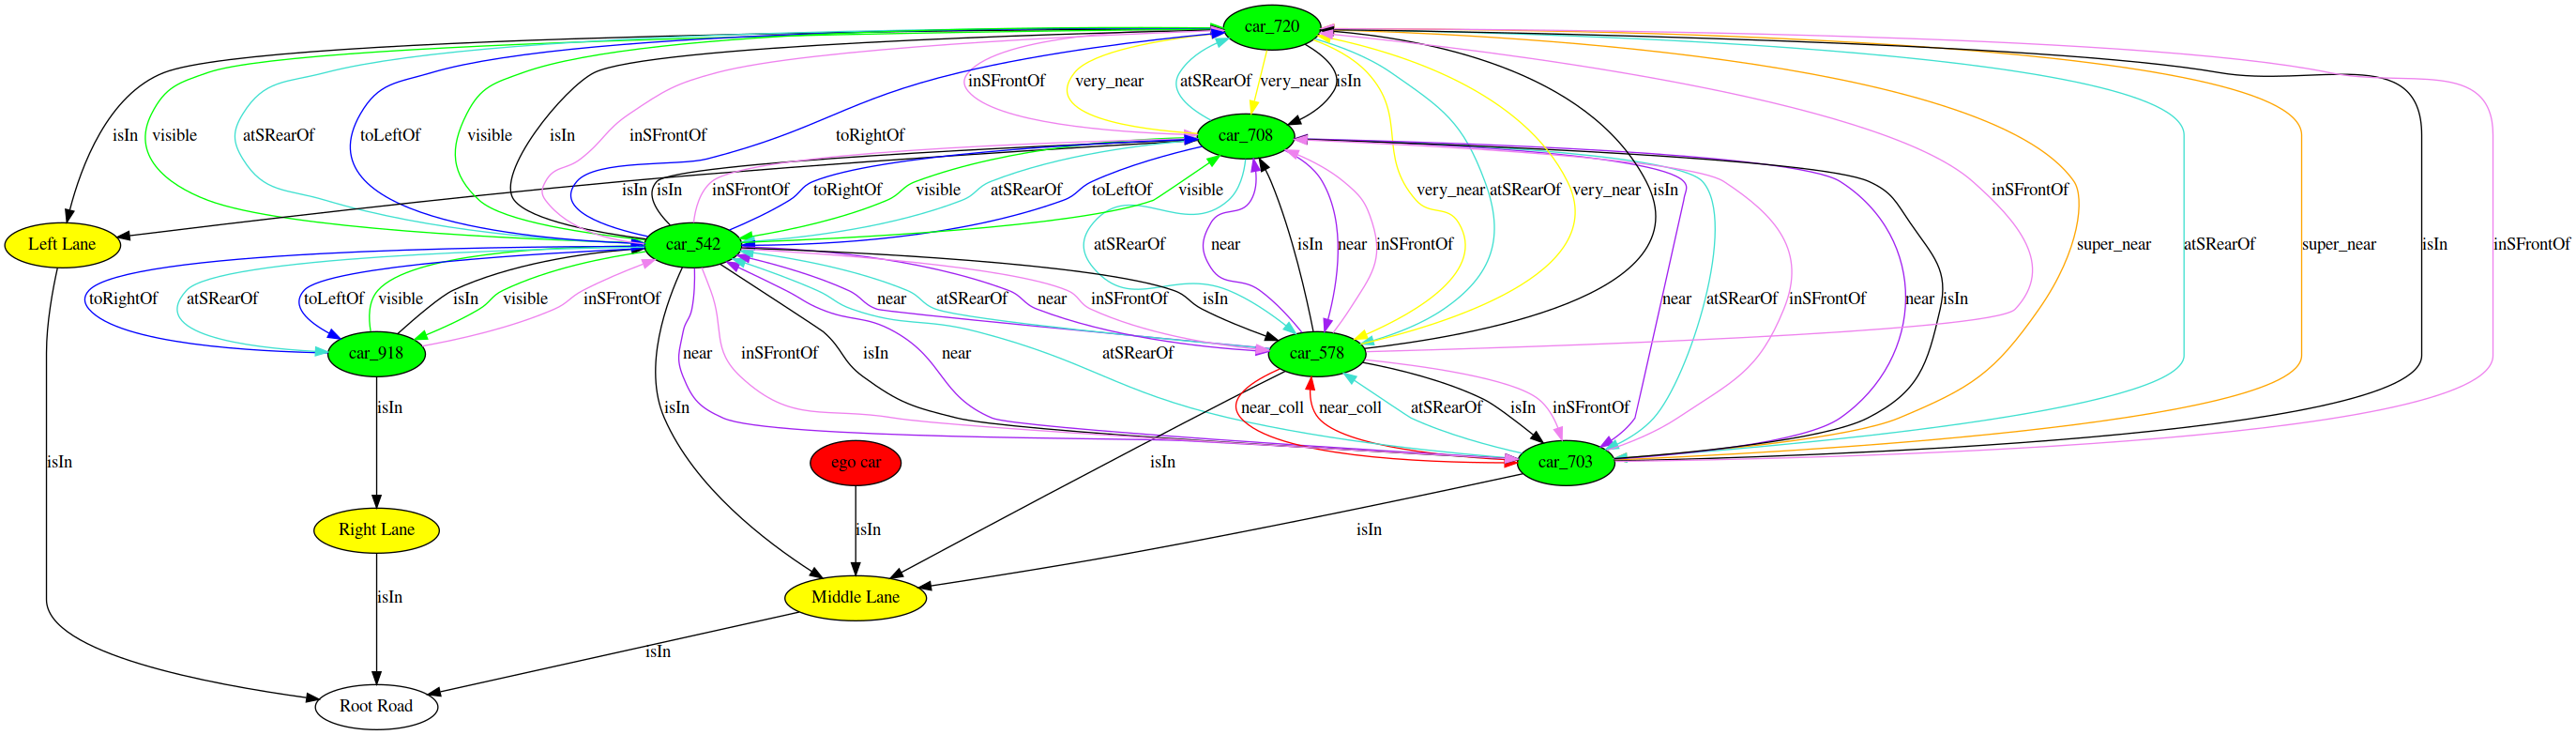 car_720
inSFrontOf
very_near
atSRearOf
very_near
isIn
isIn
visible
atSRearOf
toLeftOf
visible
isIn
inSFrontOf
toRightOf
car_708
isIn
isIn
inSFrontOf
toRightOf
visible
atSRearOf
toLeftOf
visible
very_near
atSRearOf
very_near
isIn
inSFrontOf
Left Lane
car_542
atSRearOf
near
isIn
near
inSFrontOf
super_near
atSRearOf
super_near
isIn
inSFrontOf
toRightOf
atSRearOf
toLeftOf
visible
isIn
visible
inSFrontOf
near
atSRearOf
near
inSFrontOf
isIn
near
atSRearOf
inSFrontOf
near
isIn
car_918
near
inSFrontOf
isIn
near
atSRearOf
car_578
isIn
isIn
near_coll
near_coll
atSRearOf
isIn
inSFrontOf
isIn
ego car
isIn
car_703
Right Lane
isIn
isIn
isIn
Middle Lane
isIn
Root Road